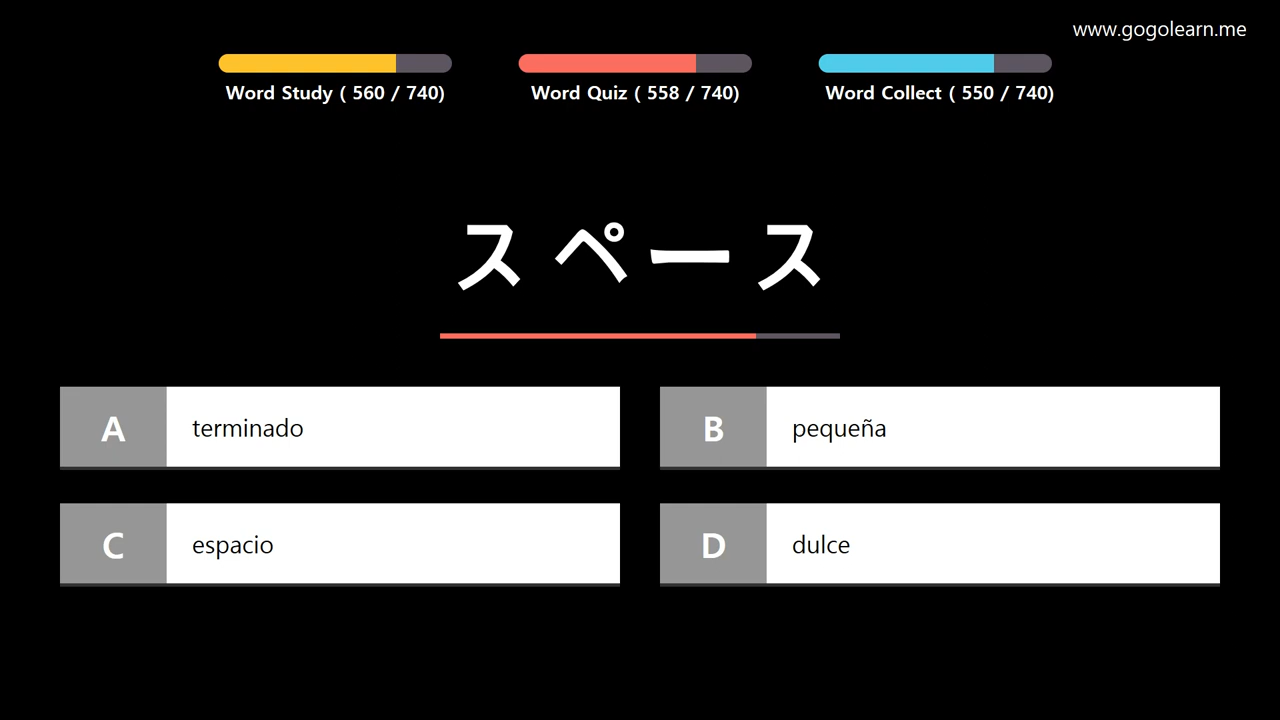 www.gogolearn.me
Word Study ( 560 / 740)
Word Quiz ( 558 / 740)
Word Collect ( 550 / 740)
スペース
A terminado
B pequeña
C espacio
D dulce